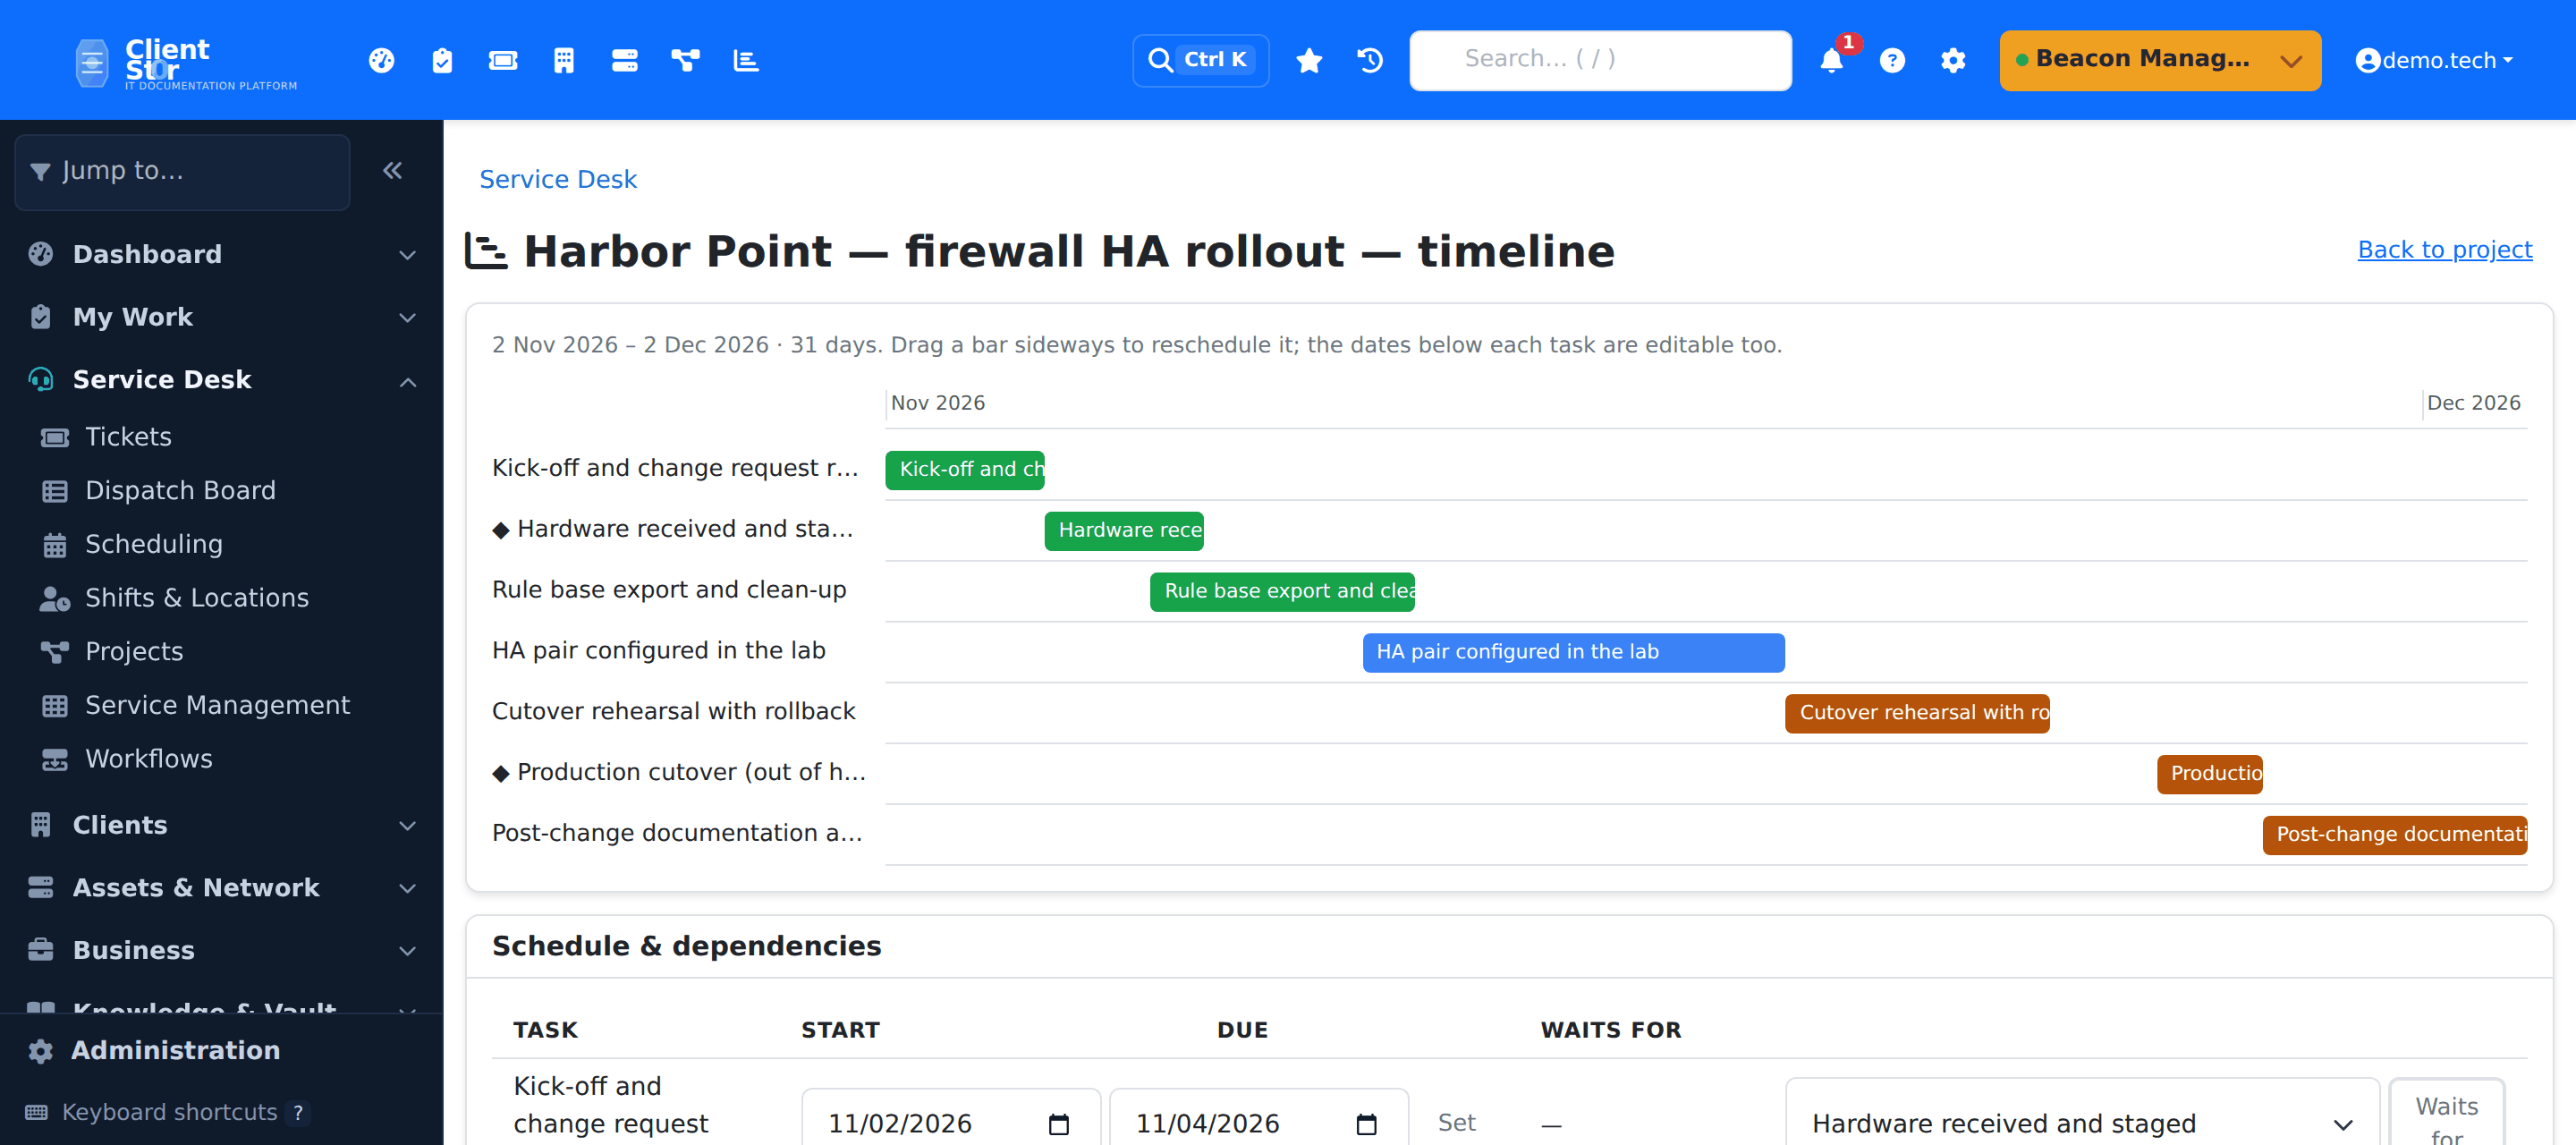 Client
St0r
IT DOCUMENTATION PLATFORM
Ctrl K
Search... ( / )
1
Beacon Manag...
demo.tech
Jump to...
Dashboard
My Work
Service Desk
Tickets
Dispatch Board
Scheduling
Shifts & Locations
Projects
Service Management
Workflows
Clients
Assets & Network
Business
Knowledge & Vault
Administration
Keyboard shortcuts ?
Service Desk
Harbor Point — firewall HA rollout — timeline
Back to project
2 Nov 2026 – 2 Dec 2026 · 31 days. Drag a bar sideways to reschedule it; the dates below each task are editable too.
Nov 2026
Dec 2026
Kick-off and change request r...
Kick-off and ch
◆ Hardware received and sta...
Hardware rece
Rule base export and clean-up
Rule base export and clea
HA pair configured in the lab
HA pair configured in the lab
Cutover rehearsal with rollback
Cutover rehearsal with ro
◆ Production cutover (out of h...
Productio
Post-change documentation a...
Post-change documentati
Schedule & dependencies
TASK START DUE WAITS FOR
Kick-off and
change request
11/02/2026
11/04/2026
Set
—
Hardware received and staged
Waits
for